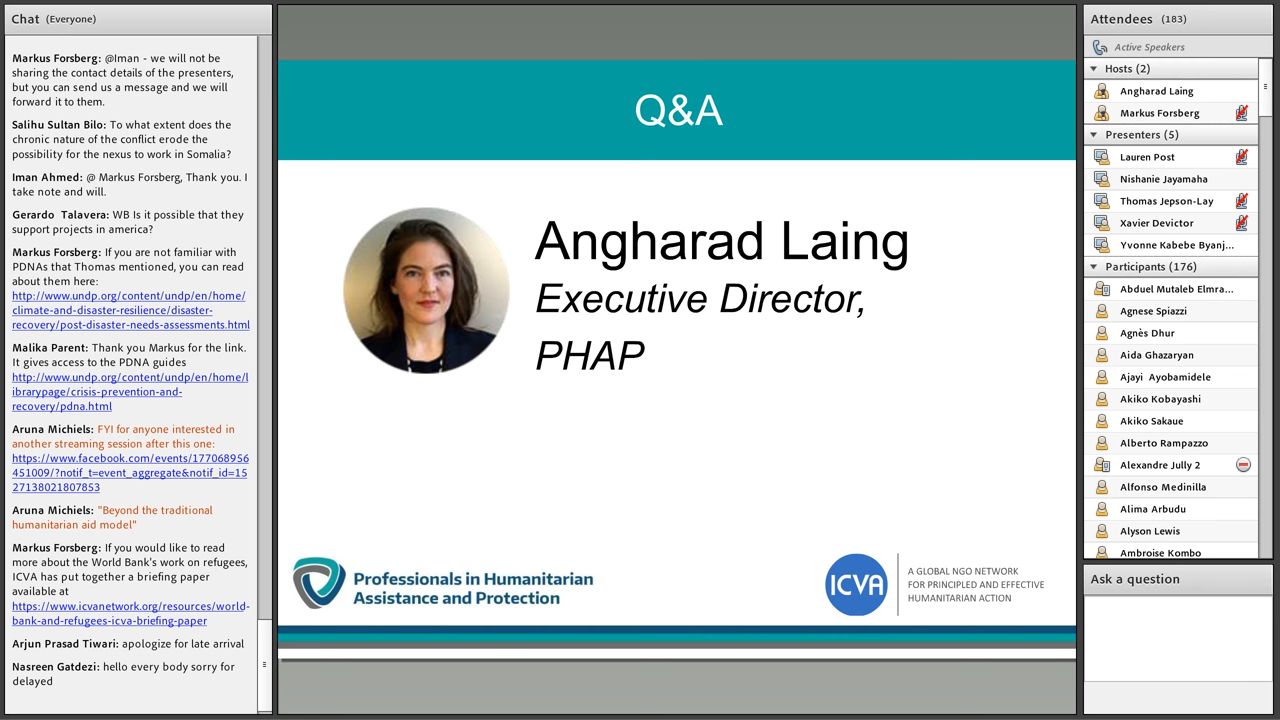 Chat (Everyone)
Markus Forsberg: @Iman - we will not be
sharing the contact details of the presenters,
but you can send us a message and we will
forward it to them.
Salihu Sultan Bilo: To what extent does the
chronic nature of the conflict erode the
possibility for the nexus to work in Somalia?
Iman Ahmed: @ Markus Forsberg, Thank you. I
take note and will.
Gerardo Talavera: WB Is it possible that they
support projects in america?
Markus Forsberg: If you are not familiar with
PDNAs that Thomas mentioned, you can read
about them here:
http://www.undp.org/content/undp/en/home/
climate-and-disaster-resilience/disaster-
recovery/post-disaster-needs-assessments.html
Malika Parent: Thank you Markus for the link.
It gives access to the PDNA guides
http://www.undp.org/content/undp/en/home/l
ibrarypage/crisis-prevention-and-
recovery/pdna.html
Aruna Michiels: FYI for anyone interested in
another streaming session after this one:
https://www.facebook.com/events/177068956
451009/?notif_t=event_aggregate&notif_id=15
27138021807853
Aruna Michiels: "Beyond the traditional
humanitarian aid model"
Markus Forsberg: If you would like to read
more about the World Bank's work on refugees,
ICVA has put together a briefing paper
available at
https://www.icvanetwork.org/resources/world-
bank-and-refugees-icva-briefing-paper
Arjun Prasad Tiwari: apologize for late arrival
Nasreen Gatdezi: hello every body sorry for
delayed
Q&A
Angharad Laing
Executive Director,
PHAP
Professionals in Humanitarian
Assistance and Protection
ICVA
A GLOBAL NGO NETWORK
FOR PRINCIPLED AND EFFECTIVE
HUMANITARIAN ACTION
Attendees (183)
Active Speakers
Hosts (2)
Angharad Laing
Markus Forsberg
Presenters (5)
Lauren Post
Nishanie Jayamaha
Thomas Jepson-Lay
Xavier Devictor
Yvonne Kabebe Byanj...
Participants (176)
Abduel Mutaleb Elmra...
Agnese Spiazzi
Agnès Dhur
Aida Ghazaryan
Ajayi Ayobamidele
Akiko Kobayashi
Akiko Sakaue
Alberto Rampazzo
Alexandre Jully 2
Alfonso Medinilla
Alima Arbudu
Alyson Lewis
Ambroise Kombo
Ask a question